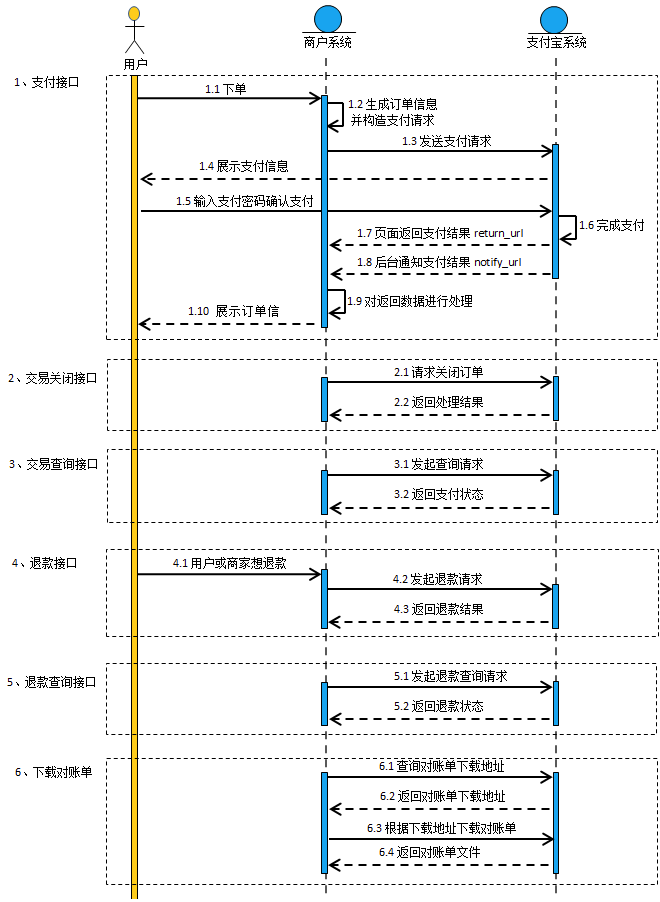 用户
商户系统
支付宝系统
1、支付接口
1.1 下单
1.2 生成订单信息
并构造支付请求
1.3 发送支付请求
1.4 展示支付信息
1.5 输入支付密码确认支付
1.6 完成支付
1.7 页面返回支付结果 return_url
1.8 后台通知支付结果 notify_url
1.9 对返回数据进行处理
1.10 展示订单信
2、交易关闭接口
2.1 请求关闭订单
2.2 返回处理结果
3、交易查询接口
3.1 发起查询请求
3.2 返回支付状态
4、退款接口
4.1 用户或商家想退款
4.2 发起退款请求
4.3 返回退款结果
5、退款查询接口
5.1 发起退款查询请求
5.2 返回退款状态
6、下载对账单
6.1 查询对账单下载地址
6.2 返回对账单下载地址
6.3 根据下载地址下载对账单
6.4 返回对账单文件